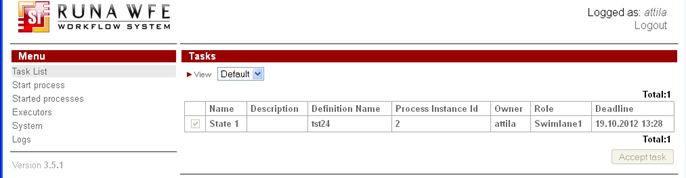 RUNA WFE
WORKFLOW SYSTEM
Logged as: attila
Logout
Menu
Task List
Start process
Started processes
Executors
System
Logs
Version 3.5.1
Tasks
View Default
Total:1
Name Description Definition Name Process Instance Id Owner Role Deadline
State 1 tst24 2 attila Swimlane1 19.10.2012 13:28
Total:1
Accept task